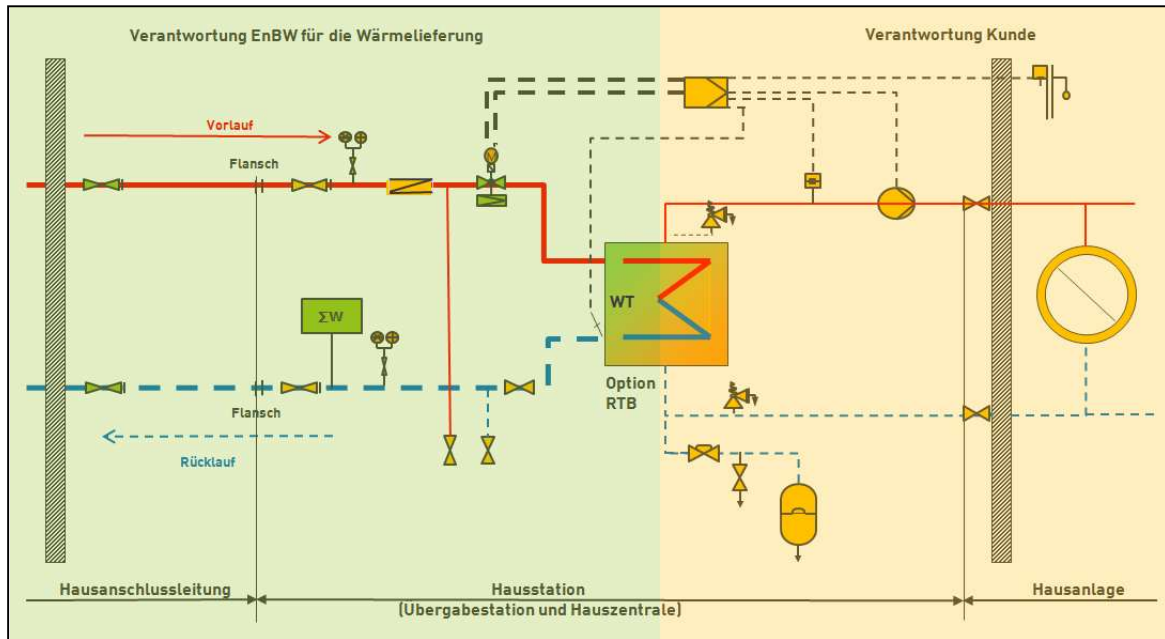 Verantwortung EnBW für die Wärmelieferung
Verantwortung Kunde
Vorlauf
Flansch
M
ΣW
WT
Option
RTB
Flansch
Rücklauf
Hausanschlussleitung
Hausstation
(Übergabestation und Hauszentrale)
Hausanlage